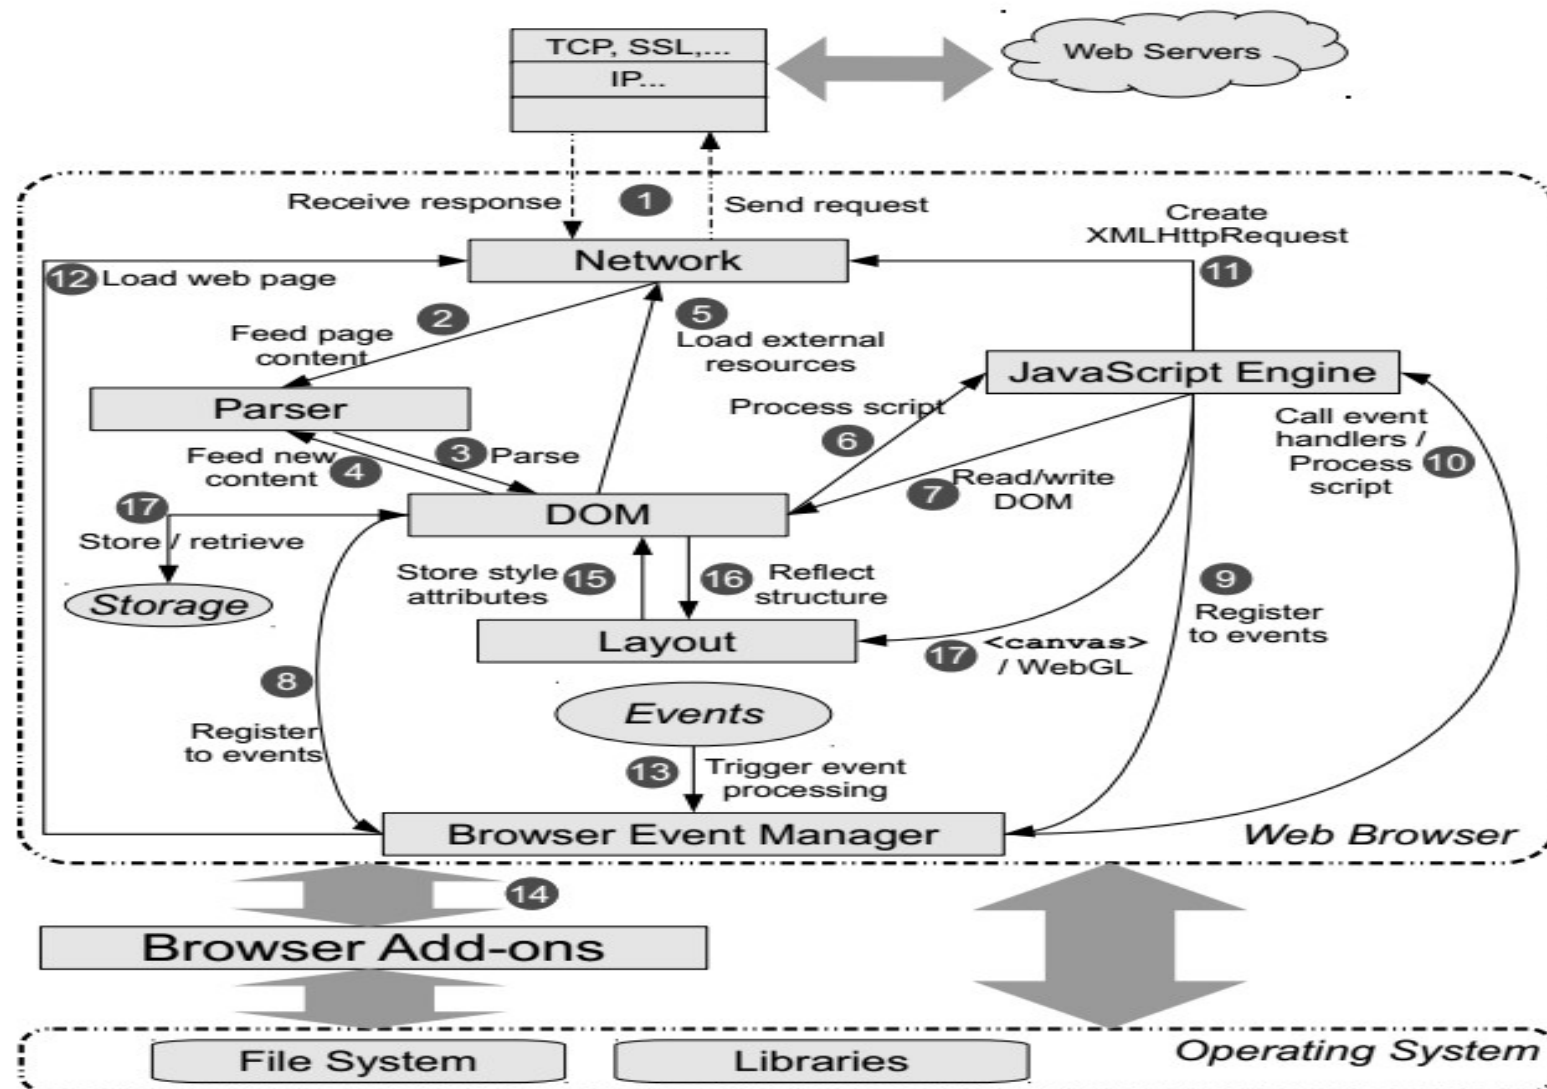 TCP, SSL,...
IP...
Web Servers
Receive response
1
Send request
Create
XMLHttpRequest
11
Network
12 Load web page
2
5
Feed page
content
Load external
resources
JavaScript Engine
Parser
Process script
6
Call event
handlers /
Process
script
10
Feed new
content
4
3 Parse
7
Read/write
DOM
17
Store / retrieve
DOM
Storage
Store style
attributes
15
16
Reflect
structure
9
Register
to events
Layout
17
<canvas>
/ WebGL
8
Register
to events
Events
13
Trigger event
processing
Browser Event Manager
Web Browser
14
Browser Add-ons
File System
Libraries
Operating System